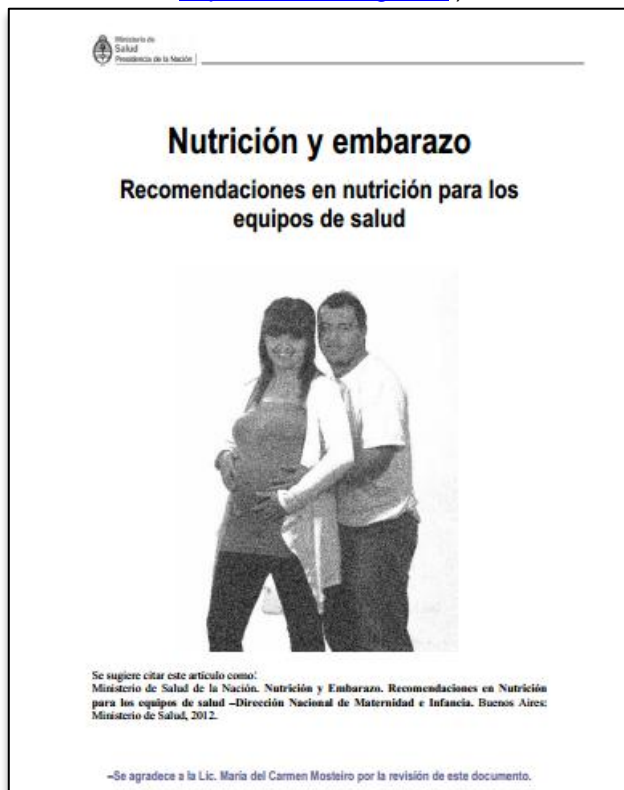 Ministerio de
Salud
Presidencia de la Nación
Nutrición y embarazo
Recomendaciones en nutrición para los
equipos de salud
Se sugiere citar este artículo como:
Ministerio de Salud de la Nación. Nutrición y Embarazo. Recomendaciones en Nutrición
para los equipos de salud –Dirección Nacional de Maternidad e Infancia. Buenos Aires:
Ministerio de Salud, 2012.
–Se agradece a la Lic. María del Carmen Mosteiro por la revisión de este documento.